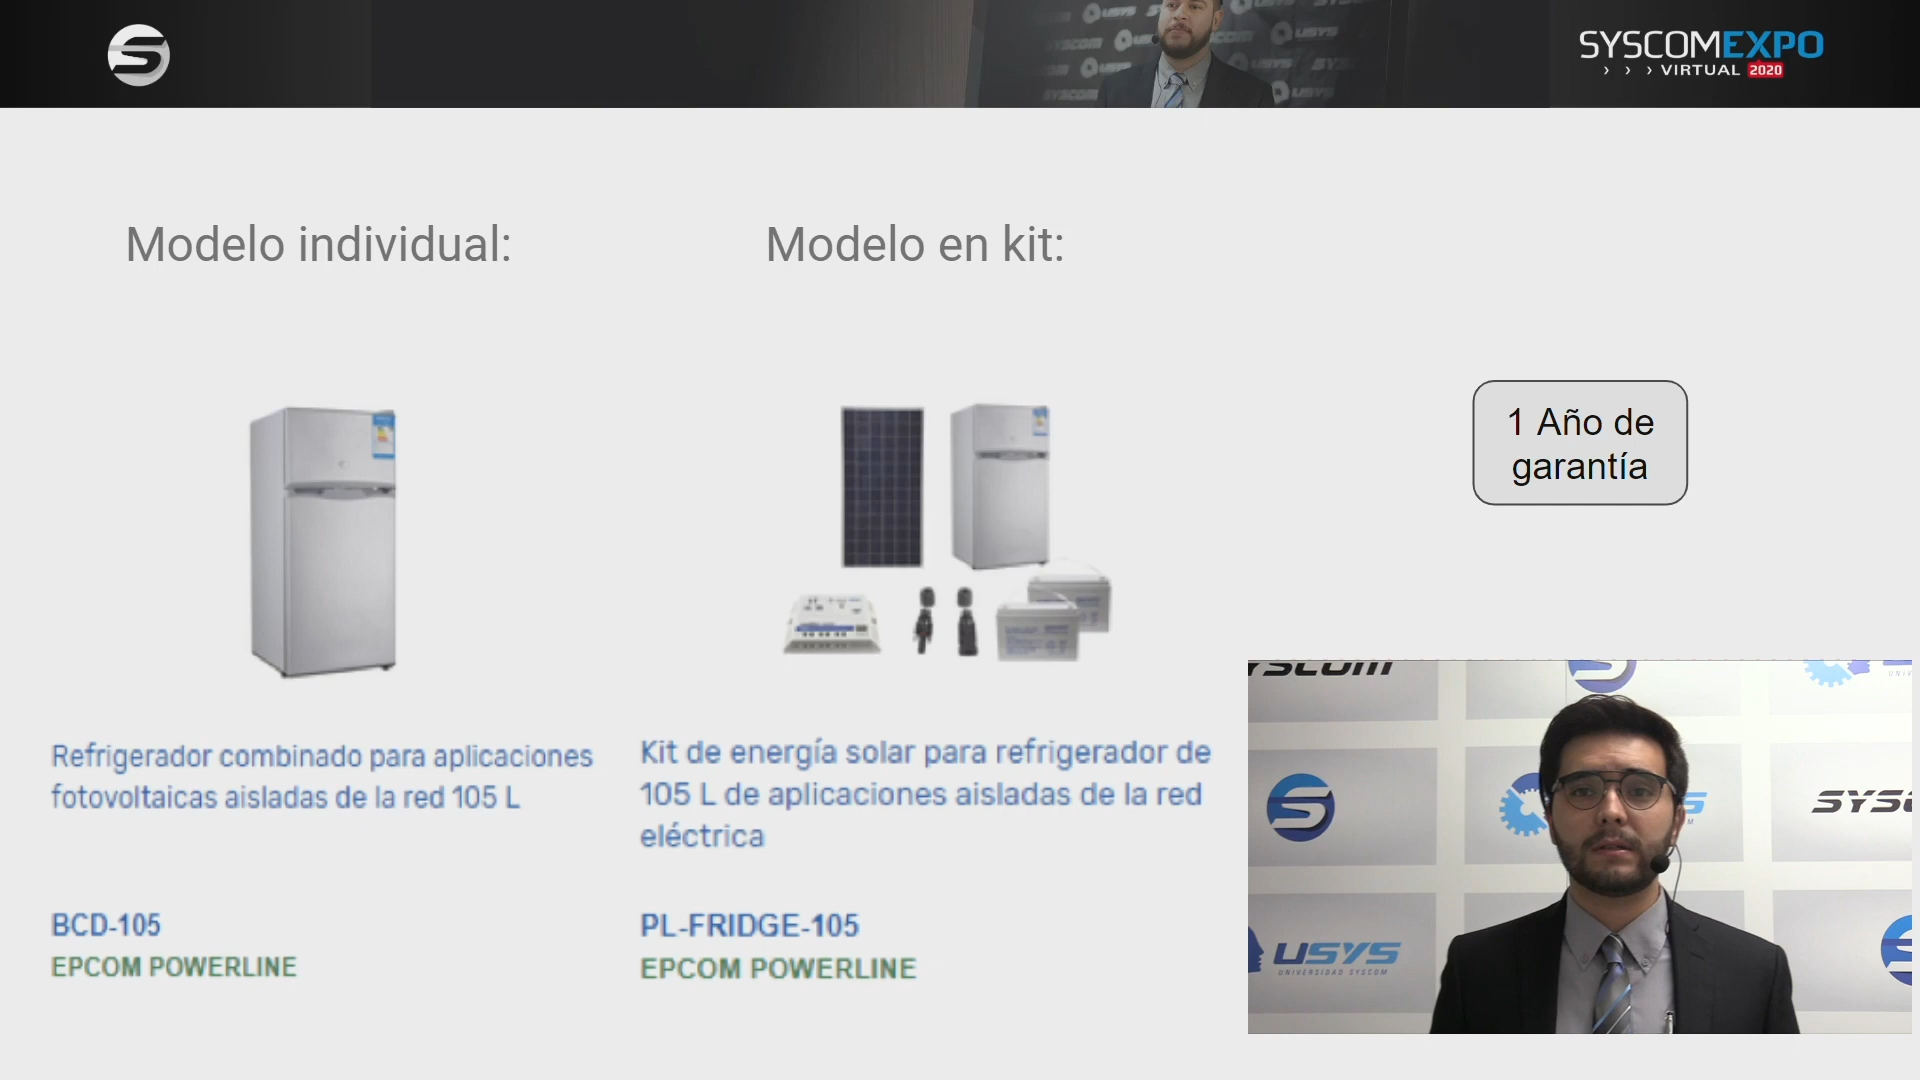 SYSCOMEXPO
› › › VIRTUAL 2020
Modelo individual:
Modelo en kit:
1 Año de
garantía
Refrigerador combinado para aplicaciones
fotovoltaicas aisladas de la red 105 L
Kit de energía solar para refrigerador de
105 L de aplicaciones aisladas de la red
eléctrica
BCD-105
EPCOM POWERLINE
PL-FRIDGE-105
EPCOM POWERLINE
SYSCOM
USYS
UNIVERSIDAD SYSCOM